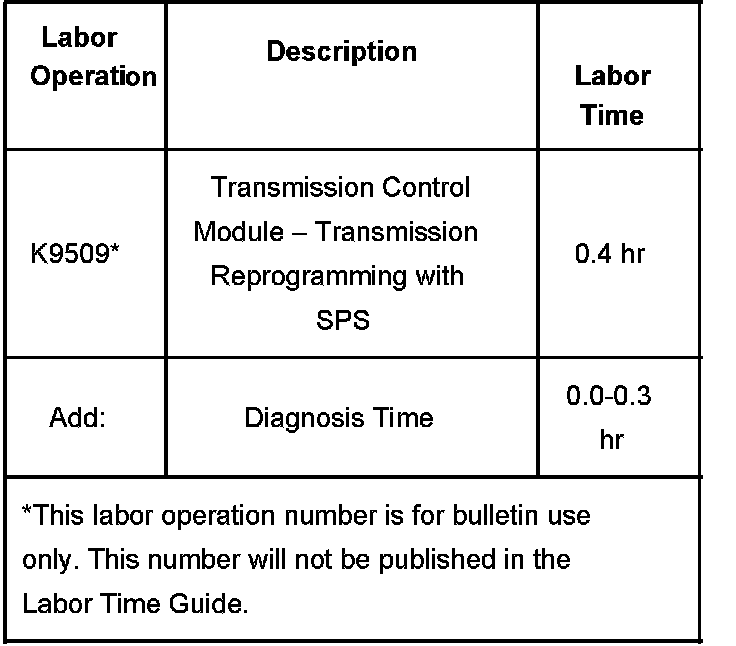 Labor
Operation
Description
Labor
Time
K9509*
Transmission Control
Module – Transmission
Reprogramming with
SPS
0.4 hr
Add:
Diagnosis Time
0.0-0.3
hr
*This labor operation number is for bulletin use
only. This number will not be published in the
Labor Time Guide.